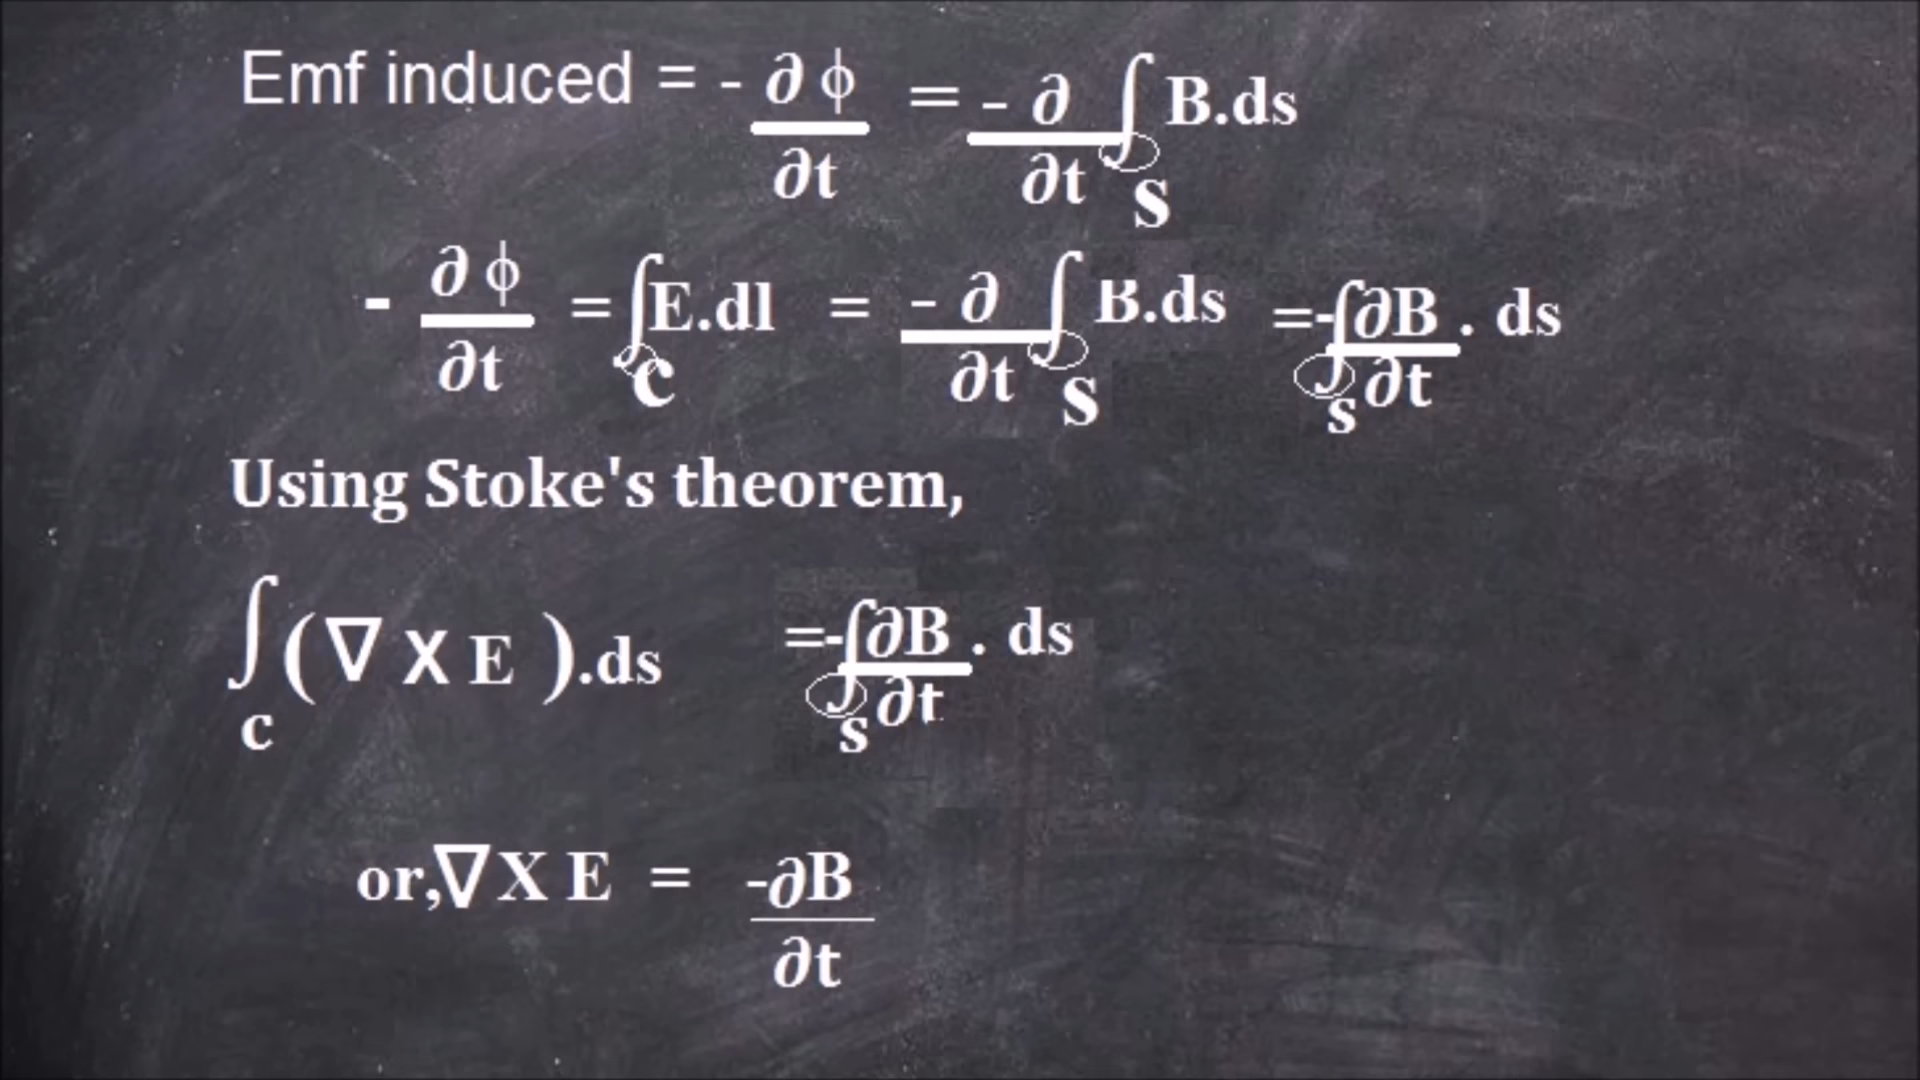 Emf induced = - ∂ϕ/∂t = - ∂/∂t ∫s B.ds
- ∂ϕ/∂t = ∫c E.dl = - ∂/∂t ∫s B.ds = -∫s ∂B/∂t . ds
Using Stoke's theorem,
∫c (∇ X E ).ds = -∫s ∂B/∂t . ds
or,∇ X E = -∂B/∂t